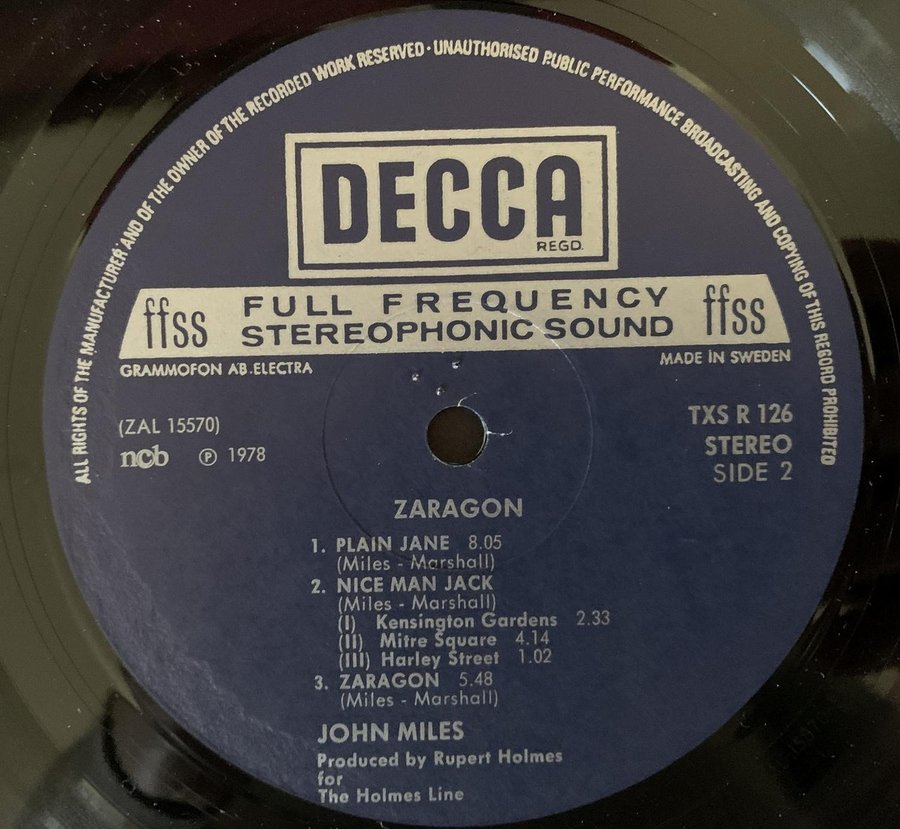 ALL RIGHTS OF THE MANUFACTURER AND OF THE OWNER OF THE RECORDED WORK RESERVED · UNAUTHORISED PUBLIC PERFORMANCE BROADCASTING AND COPYING OF THIS RECORD PROHIBITED
DECCA
REGD.
ffss FULL FREQUENCY ffss
STEREOPHONIC SOUND
GRAMMOFON AB.ELECTRA MADE İN SWEDEN
(ZAL 15570) TXS R 126
ncb ℗ 1978 STEREO
SIDE 2
ZARAGON
1. PLAIN JANE 8.05
(Miles - Marshall)
2. NICE MAN JACK
(Miles - Marshall)
(I) Kensington Gardens 2.33
(II) Mitre Square 4.14
(III) Harley Street 1.02
3. ZARAGON 5.48
(Miles - Marshall)
JOHN MILES
Produced by Rupert Holmes
for
The Holmes Line